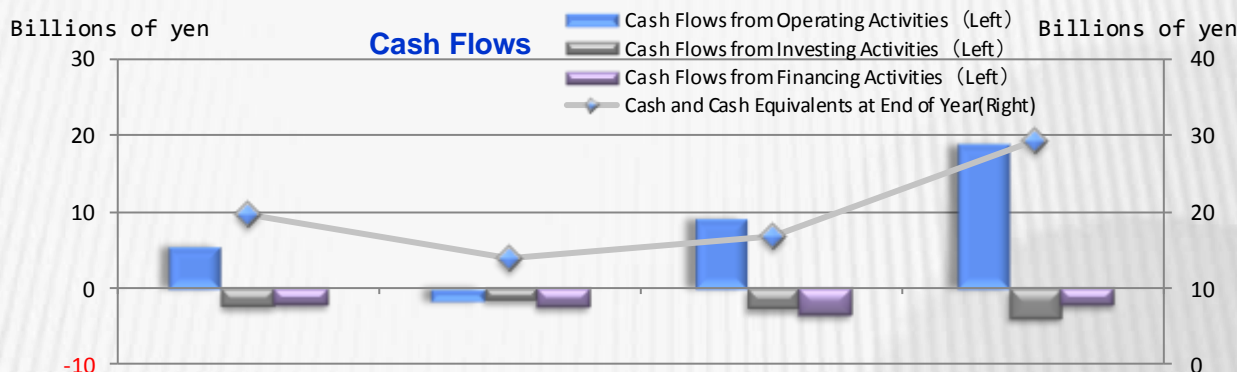 Billions of yen
Cash Flows
Cash Flows from Operating Activities（Left）
Cash Flows from Investing Activities（Left）
Cash Flows from Financing Activities（Left）
Cash and Cash Equivalents at End of Year(Right)
Billions of yen
30
20
10
0
-10
40
30
20
10
0